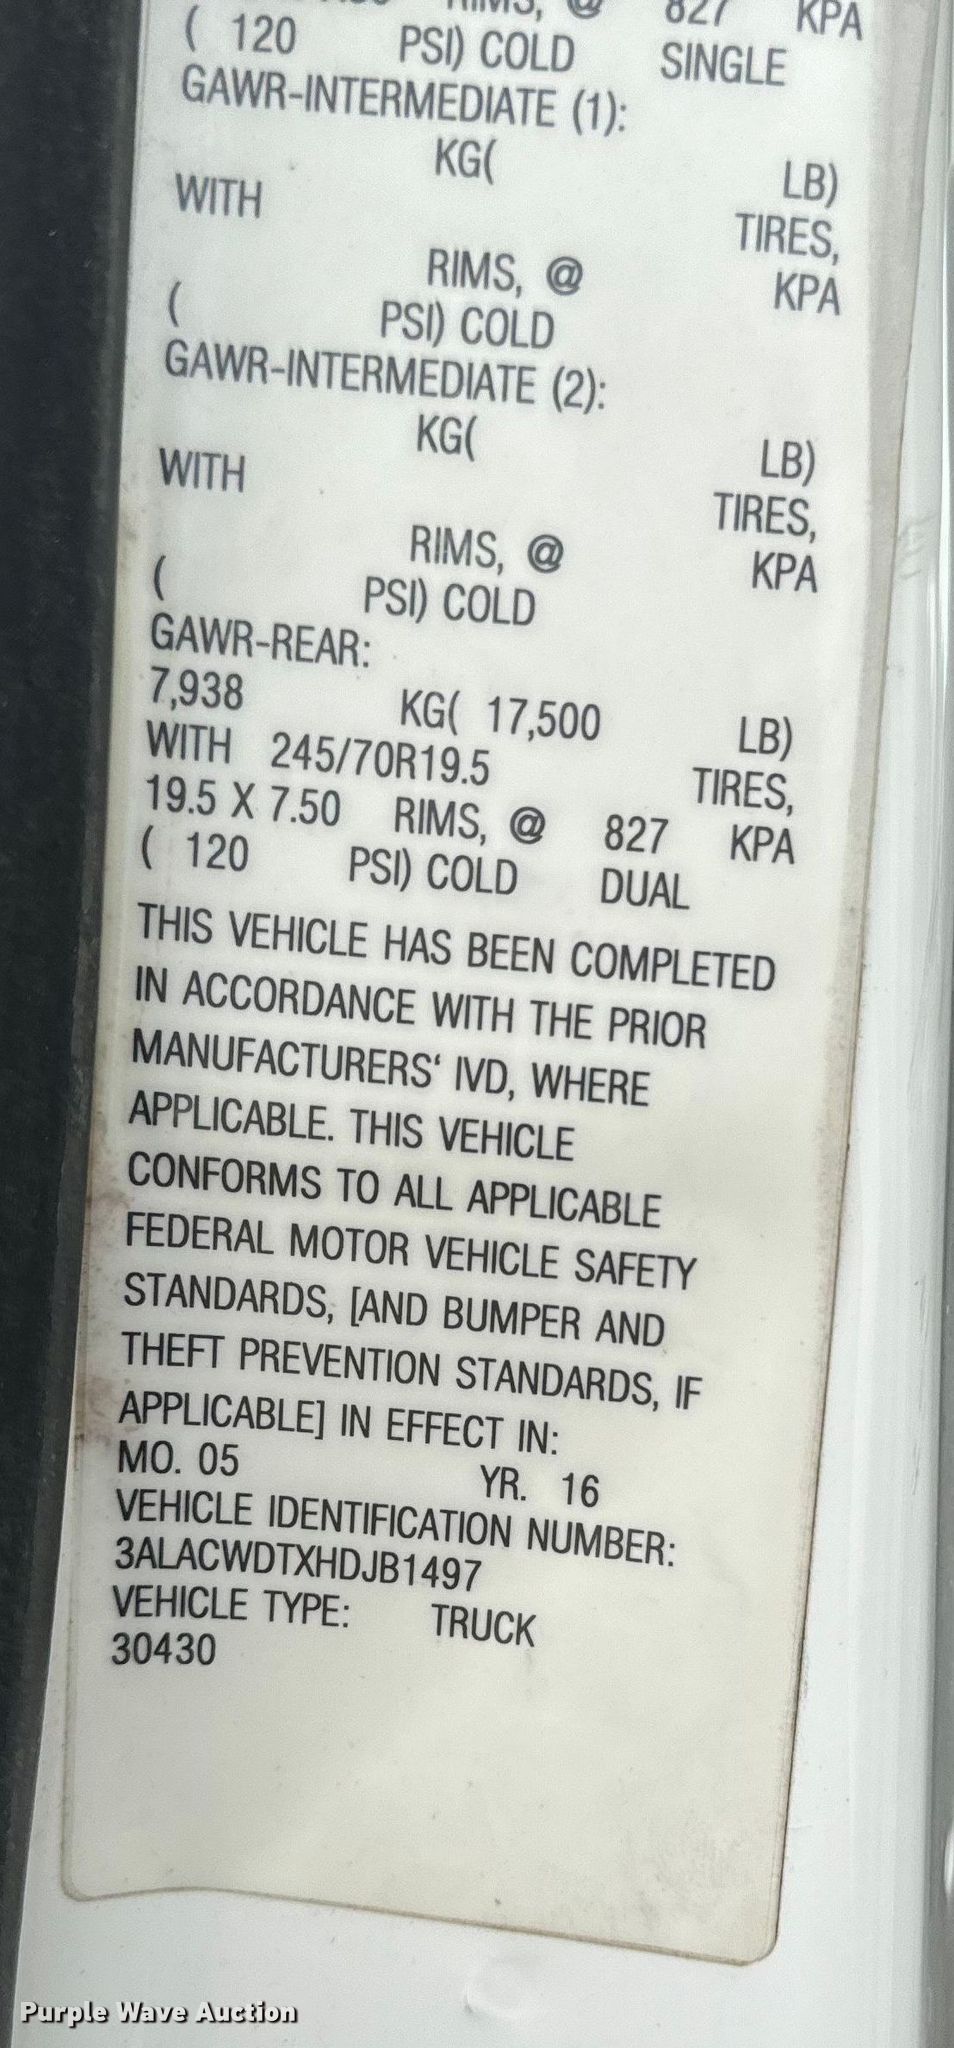 RIMS, @ 827 KPA
( 120 PSI) COLD SINGLE
GAWR-INTERMEDIATE (1):
KG( LB)
WITH TIRES,
RIMS, @ KPA
( PSI) COLD
GAWR-INTERMEDIATE (2):
KG( LB)
WITH TIRES,
RIMS, @ KPA
( PSI) COLD
GAWR-REAR:
7,938 KG( 17,500 LB)
WITH 245/70R19.5 TIRES,
19.5 X 7.50 RIMS, @ 827 KPA
( 120 PSI) COLD DUAL
THIS VEHICLE HAS BEEN COMPLETED
IN ACCORDANCE WITH THE PRIOR
MANUFACTURERS‘ IVD, WHERE
APPLICABLE. THIS VEHICLE
CONFORMS TO ALL APPLICABLE
FEDERAL MOTOR VEHICLE SAFETY
STANDARDS, [AND BUMPER AND
THEFT PREVENTION STANDARDS, IF
APPLICABLE] IN EFFECT IN:
MO. 05 YR. 16
VEHICLE IDENTIFICATION NUMBER:
3ALACWDTXHDJB1497
VEHICLE TYPE: TRUCK
30430
Purple Wave Auction